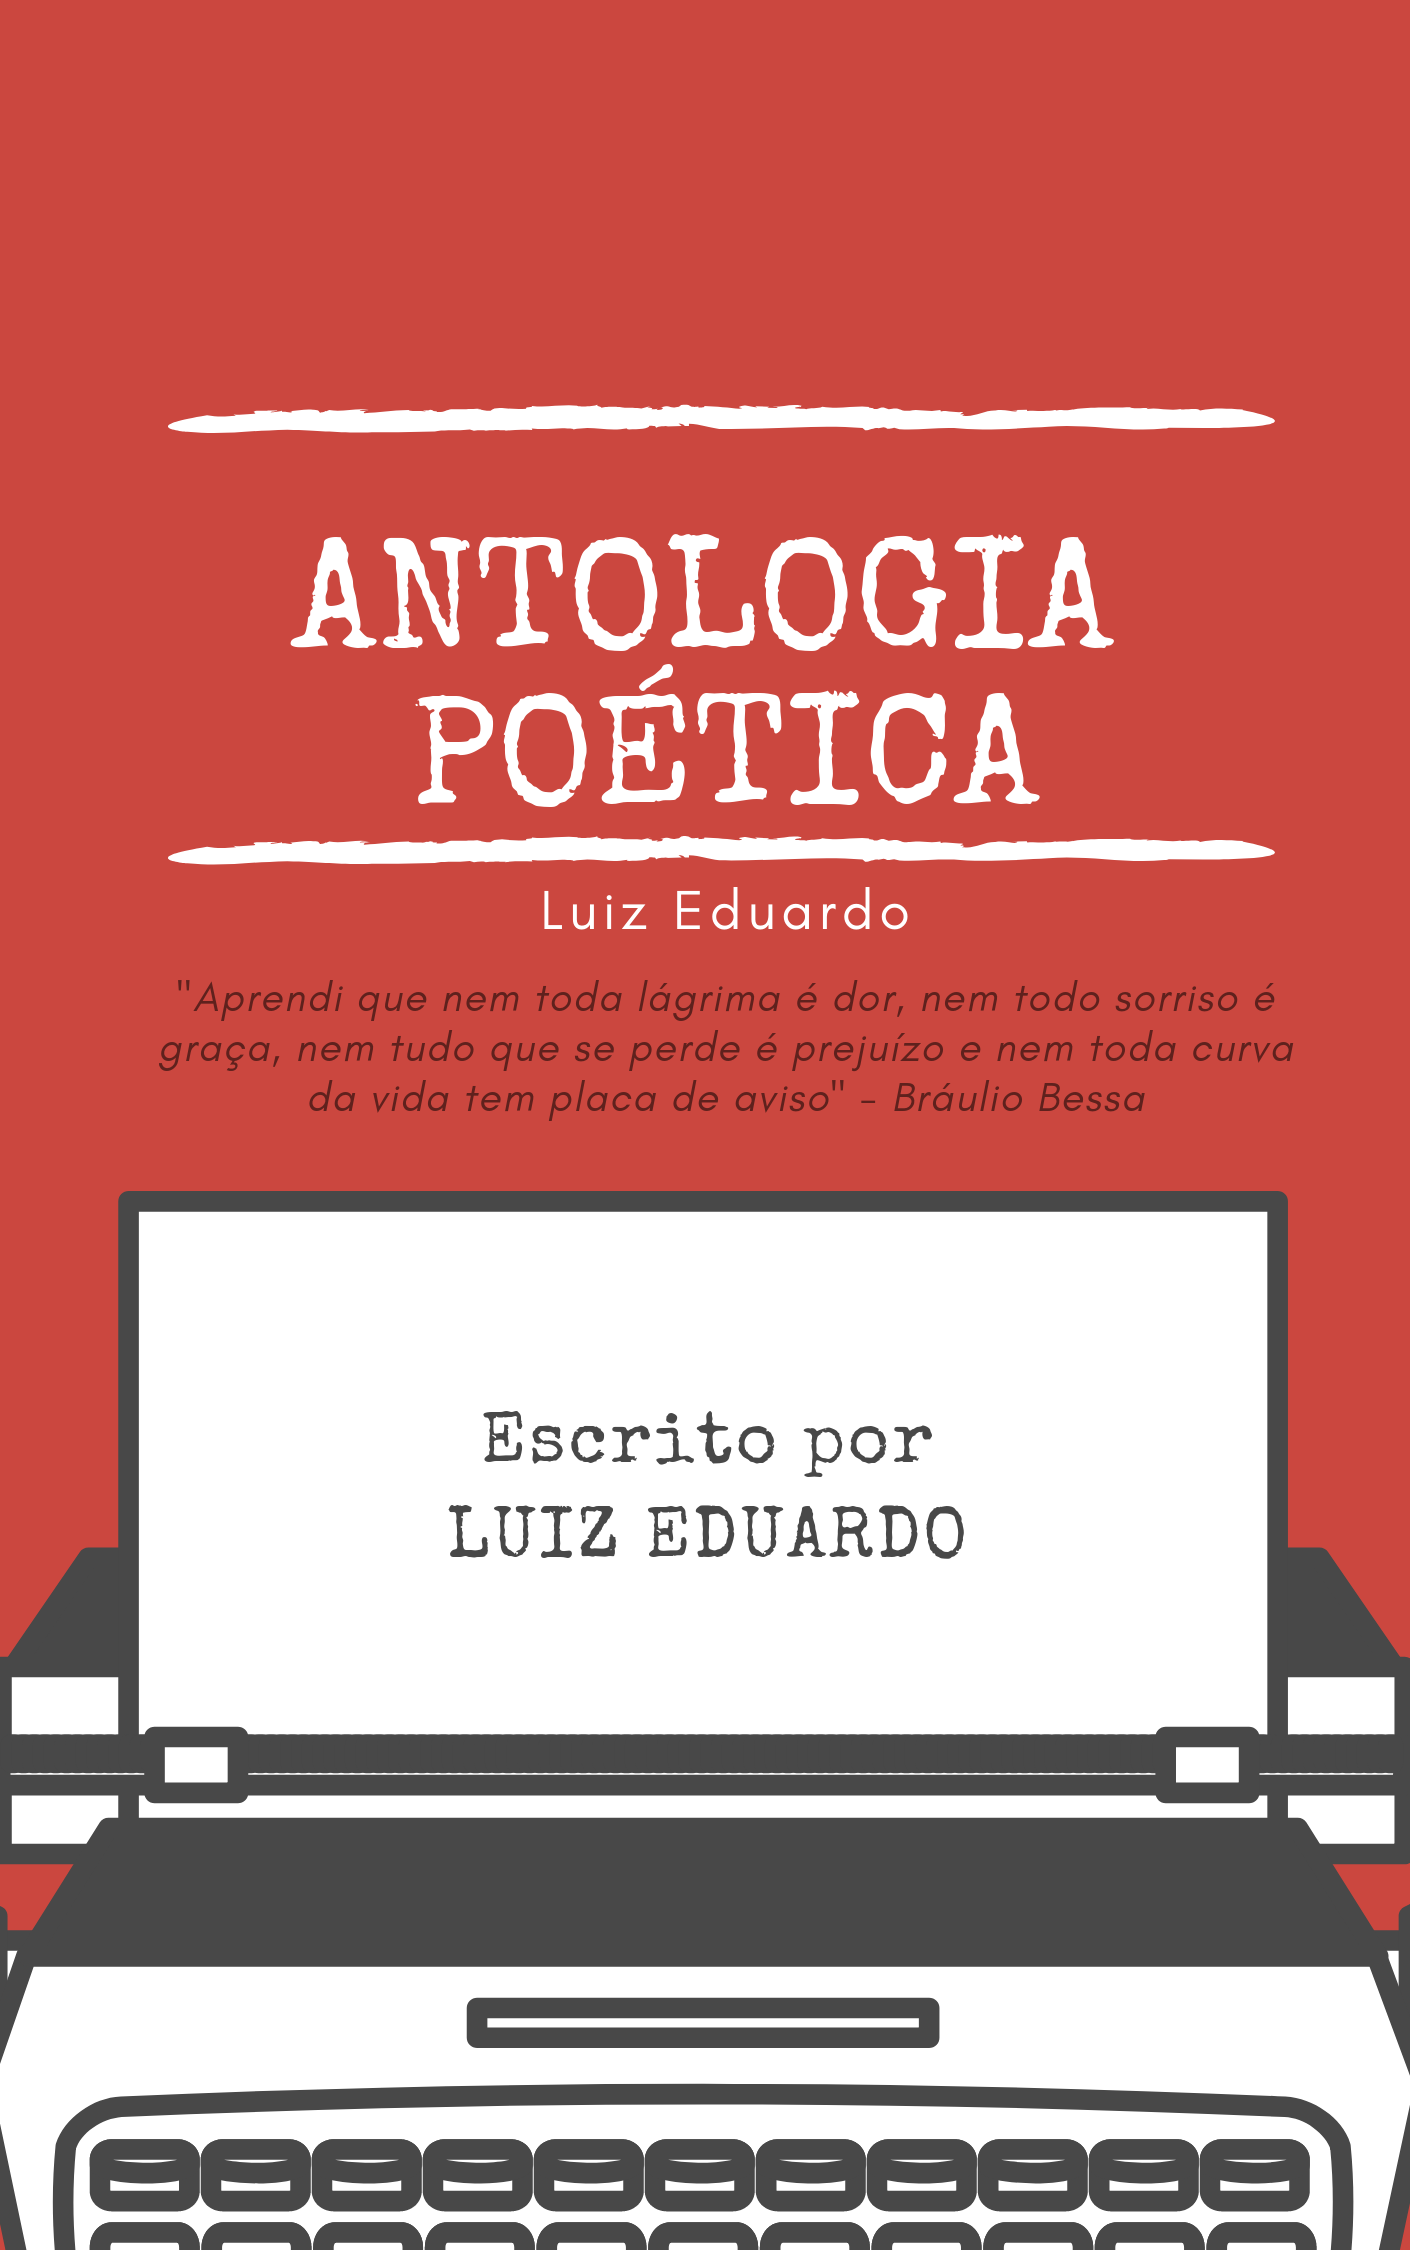 ANTOLOGIA
POÉTICA
Luiz Eduardo
"Aprendi que nem toda lágrima é dor, nem todo sorriso é
graça, nem tudo que se perde é prejuízo e nem toda curva
da vida tem placa de aviso" - Bráulio Bessa
Escrito por
LUIZ EDUARDO